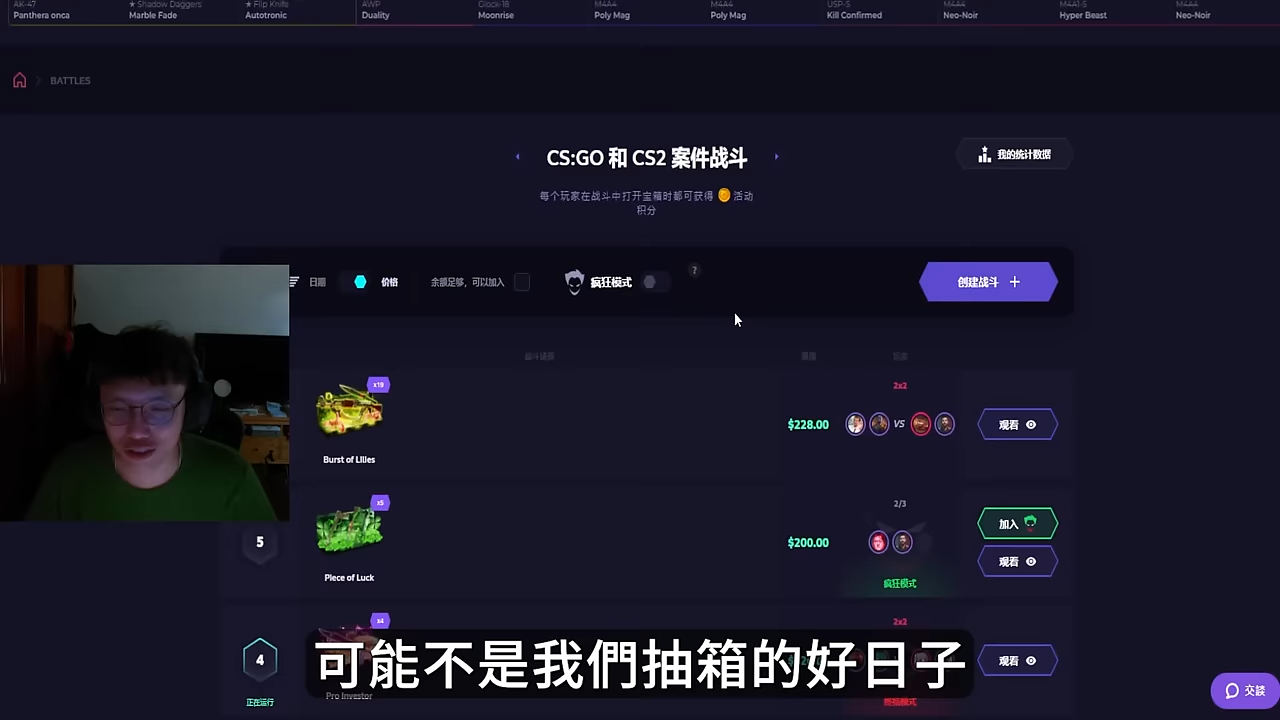 AK-47
★ Shadow Daggers
★ Flip Knife
AWP
Glock-18
M4A4
M4A4
USP-S
M4A4
M4A1-S
M4A4
Panthera onca
Marble Fade
Autotronic
Duality
Moonrise
Poly Mag
Poly Mag
Kill Confirmed
Neo-Noir
Hyper Beast
Neo-Noir
BATTLES
CS:GO 和 CS2 案件战斗
我的统计数据
每个玩家在战斗中打开宝箱时都可获得 活动
积分
日期
价格
余额足够，可以加入
疯狂模式
?
创建战斗
x19
Burst of Lilies
$228.00
2x2
VS
观看
5
x5
Piece of Luck
$200.00
2/3
疯狂模式
加入
观看
4
正在运行
x4
Pro Investor
2x2
观看
可能不是我們抽箱的好日子
交談